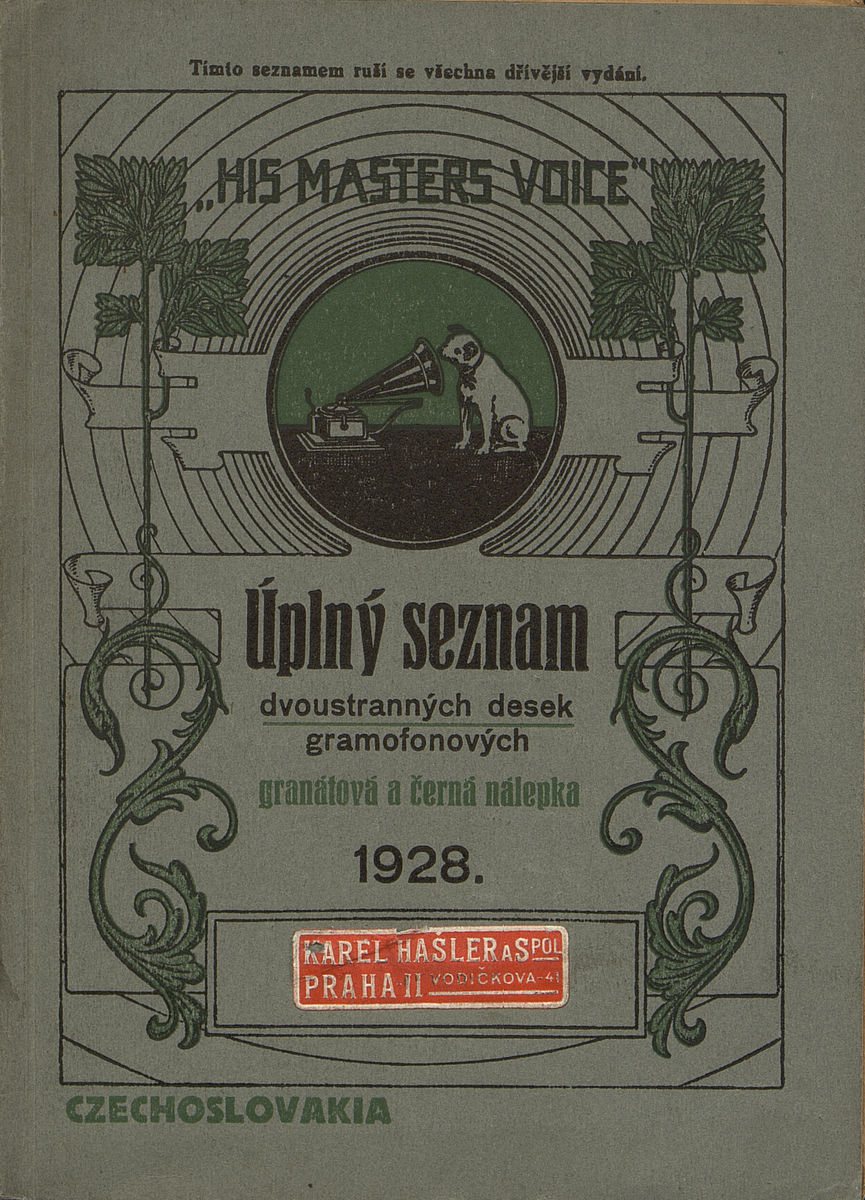 Tímto seznamem ruší se všechna dřívější vydání.
„HIS MASTERS VOICE“
Úplný seznam
dvoustranných desek
gramofonových
granátová a černá nálepka
1928.
KAREL HAŠLER A SPOL
PRAHA-II VODIČKOVA-41
CZECHOSLOVAKIA